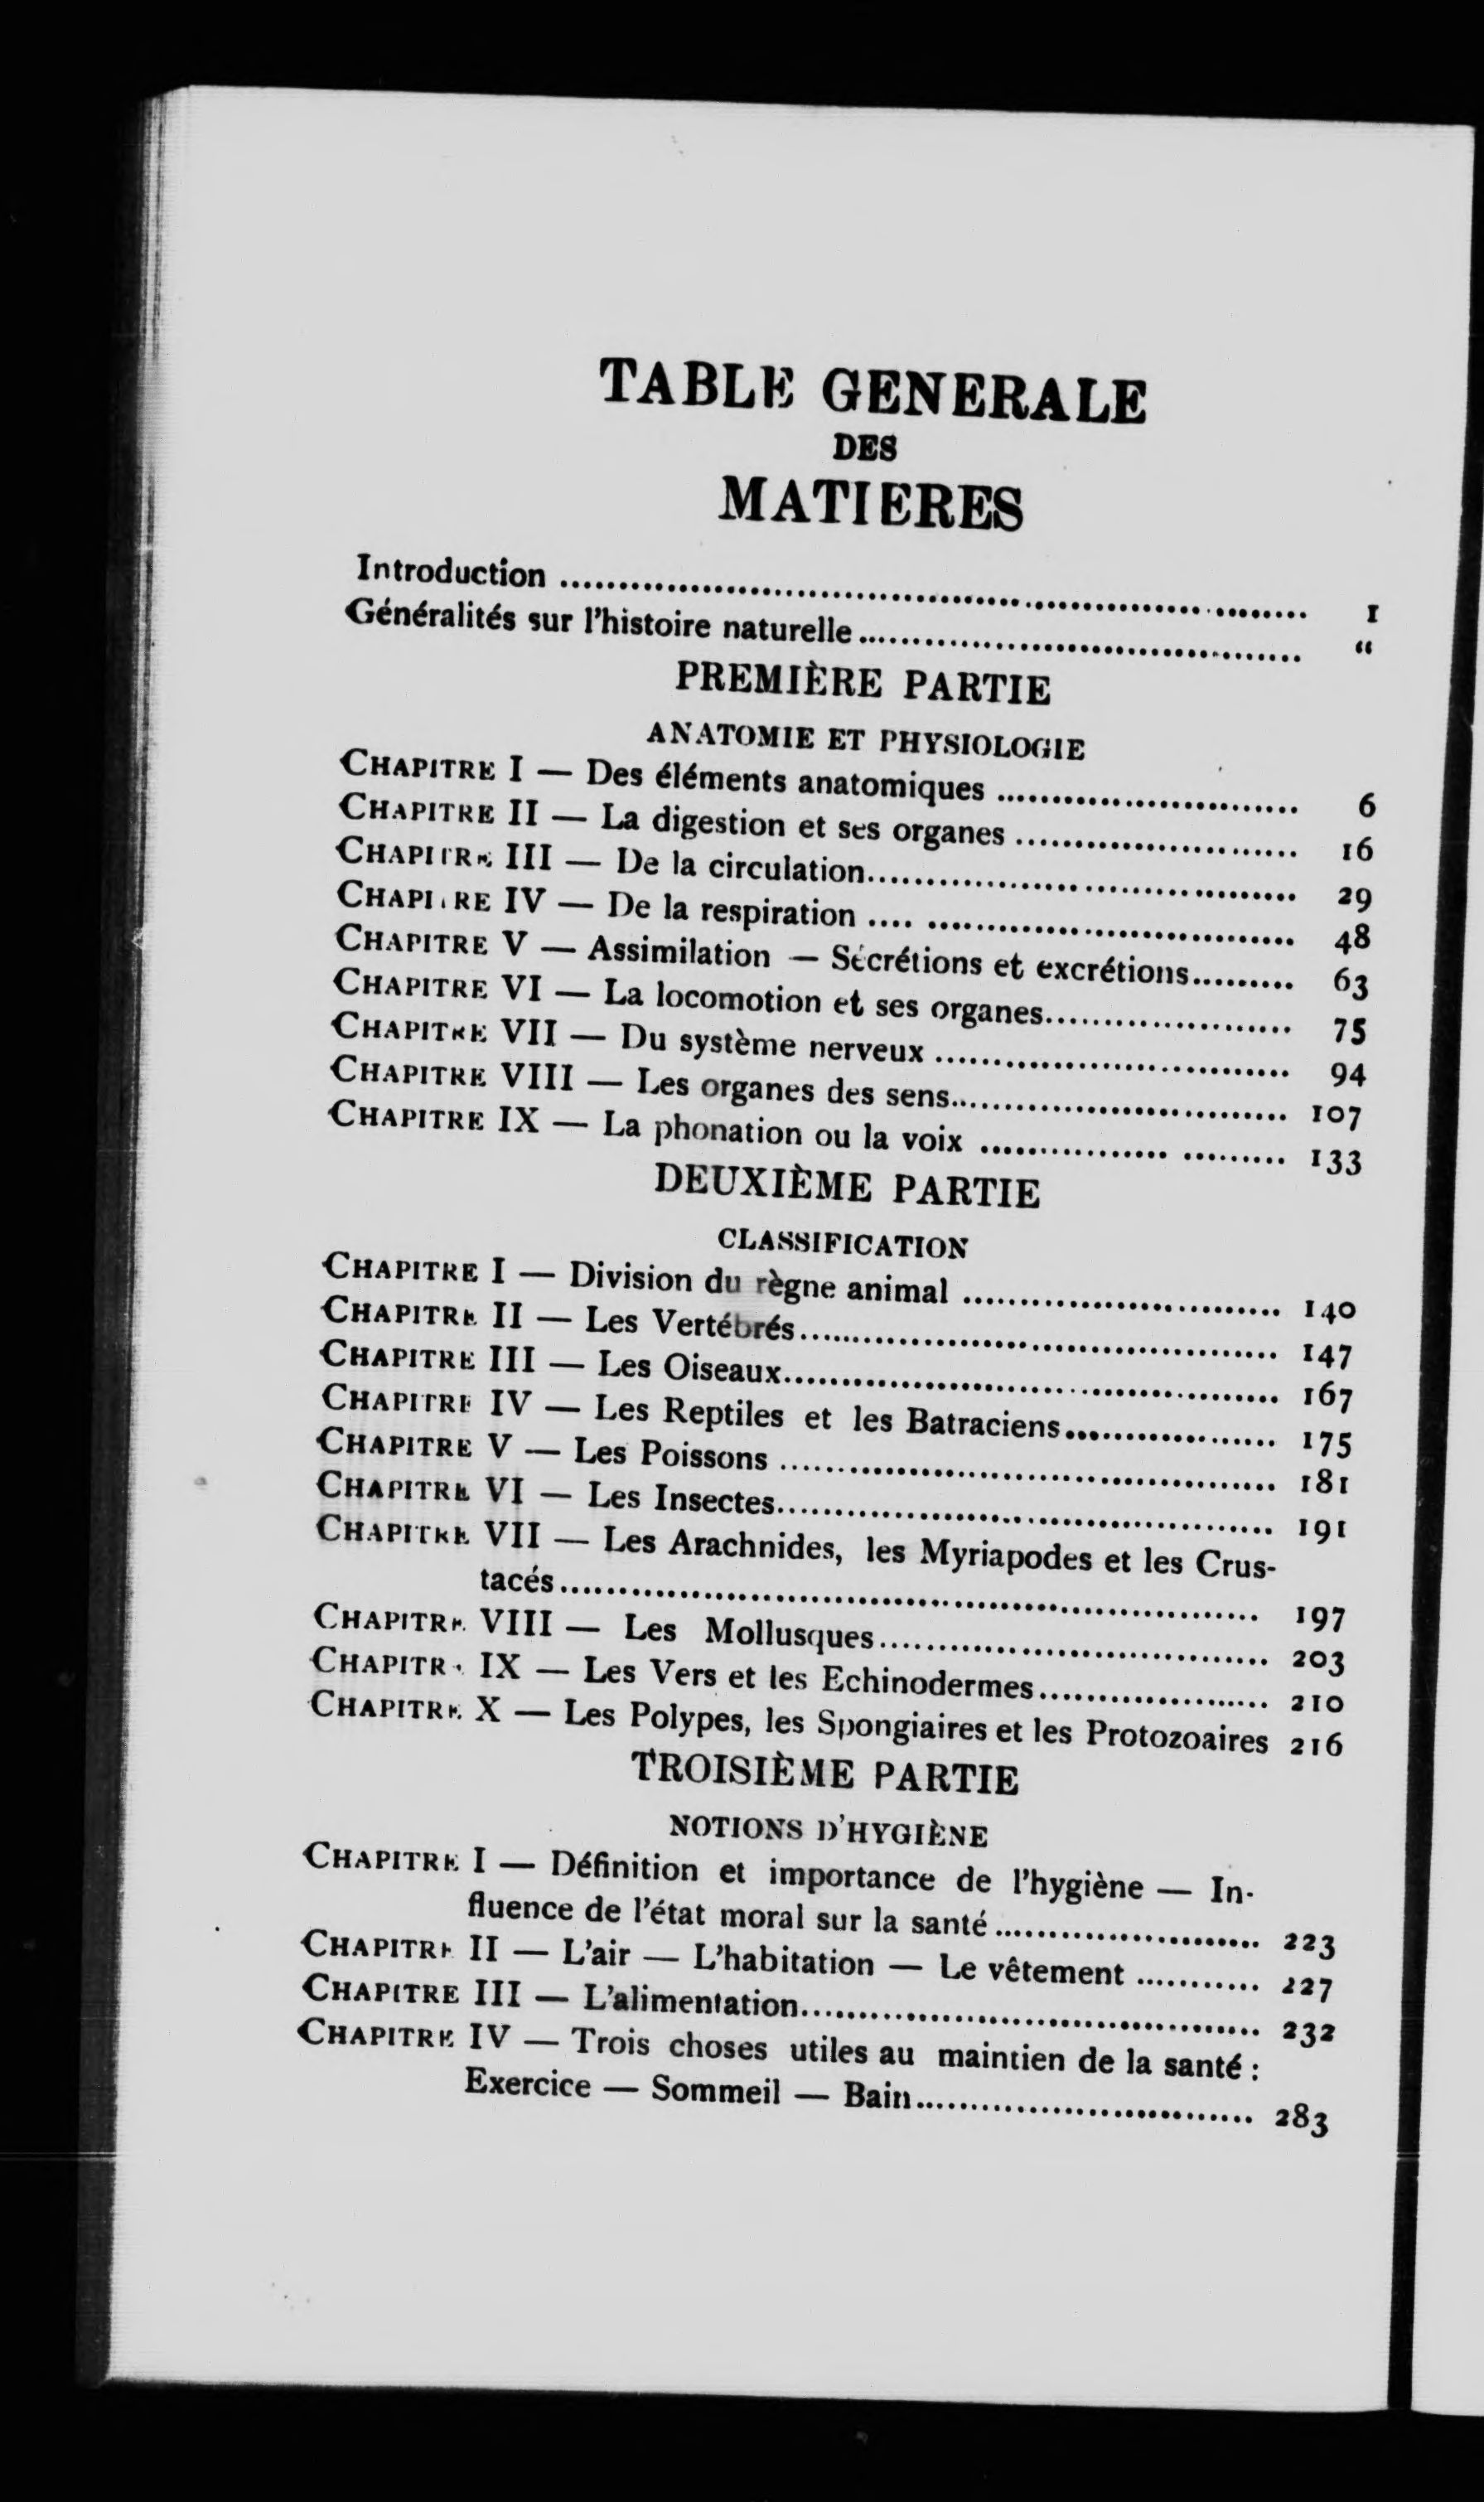 TABLE GENERALE
DES
MATIERES
Introduction .......... 1
Généralités sur l'histoire naturelle .......... “
PREMIÈRE PARTIE
ANATOMIE ET PHYSIOLOGIE
CHAPITRE I — Des éléments anatomiques .......... 6
CHAPITRE II — La digestion et ses organes .......... 16
CHAPITRE III — De la circulation .......... 29
CHAPITRE IV — De la respiration .......... 48
CHAPITRE V — Assimilation — Sécrétions et excrétions .......... 63
CHAPITRE VI — La locomotion et ses organes .......... 75
CHAPITRE VII — Du système nerveux .......... 94
CHAPITRE VIII — Les organes des sens .......... 107
CHAPITRE IX — La phonation ou la voix .......... 133
DEUXIÈME PARTIE
CLASSIFICATION
CHAPITRE I — Division du règne animal .......... 140
CHAPITRE II — Les Vertébrés .......... 147
CHAPITRE III — Les Oiseaux .......... 167
CHAPITRE IV — Les Reptiles et les Batraciens .......... 175
CHAPITRE V — Les Poissons .......... 181
CHAPITRE VI — Les Insectes .......... 191
CHAPITRE VII — Les Arachnides, les Myriapodes et les Crus-
tacés .......... 197
CHAPITRE VIII — Les Mollusques .......... 203
CHAPITRE IX — Les Vers et les Echinodermes .......... 210
CHAPITRE X — Les Polypes, les Spongiaires et les Protozoaires 216
TROISIÈME PARTIE
NOTIONS D'HYGIÈNE
CHAPITRE I — Définition et importance de l'hygiène — In-
fluence de l'état moral sur la santé .......... 223
CHAPITRE II — L'air — L'habitation — Le vêtement .......... 227
CHAPITRE III — L'alimentation .......... 232
CHAPITRE IV — Trois choses utiles au maintien de la santé :
Exercice — Sommeil — Bain .......... 283